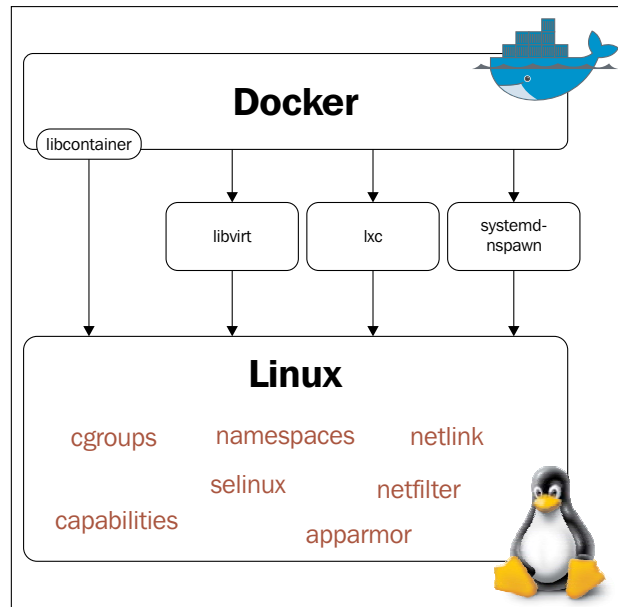 Docker
libcontainer
libvirt
lxc
systemd-
nspawn
Linux
cgroups
namespaces
netlink
selinux
netfilter
capabilities
apparmor